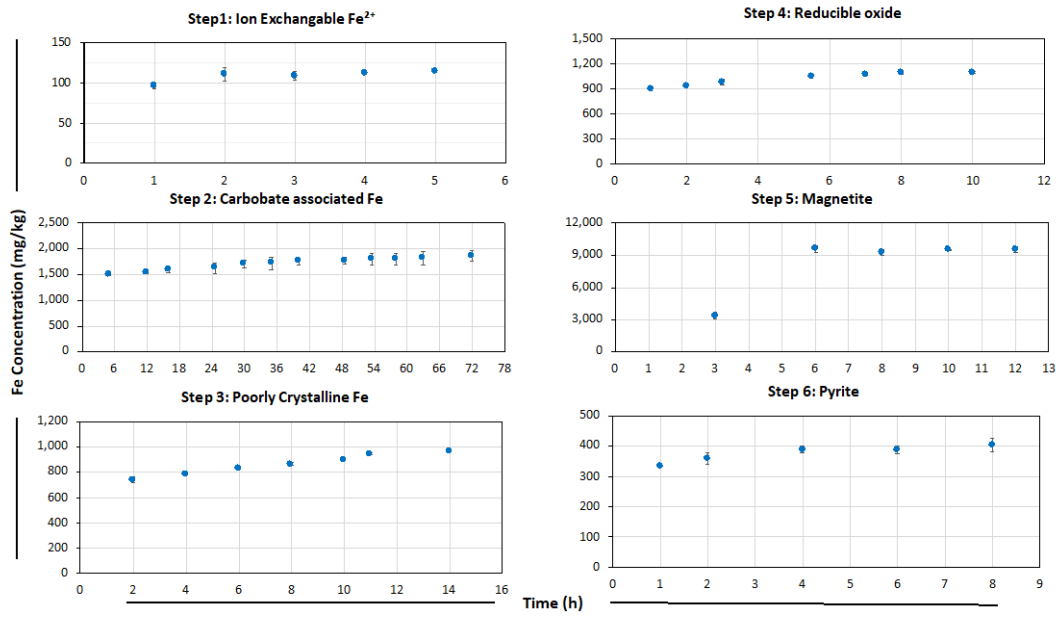 Step1: Ion Exchangable Fe²⁺
150
100
50
0
0 1 2 3 4 5 6
Step 2: Carbobate associated Fe
2,500
2,000
1,500
1,000
500
0
0 6 12 18 24 30 36 42 48 54 60 66 72 78
Step 3: Poorly Crystalline Fe
1,200
1,000
800
600
400
200
0
0 2 4 6 8 10 12 14 16
Step 4: Reducible oxide
1,500
1,200
900
600
300
0
0 2 4 6 8 10 12
Step 5: Magnetite
12,000
9,000
6,000
3,000
0
0 1 2 3 4 5 6 7 8 9 10 11 12 13
Step 6: Pyrite
500
400
300
200
100
0
0 1 2 3 4 5 6 7 8 9
Fe Concentration (mg/kg)
Time (h)